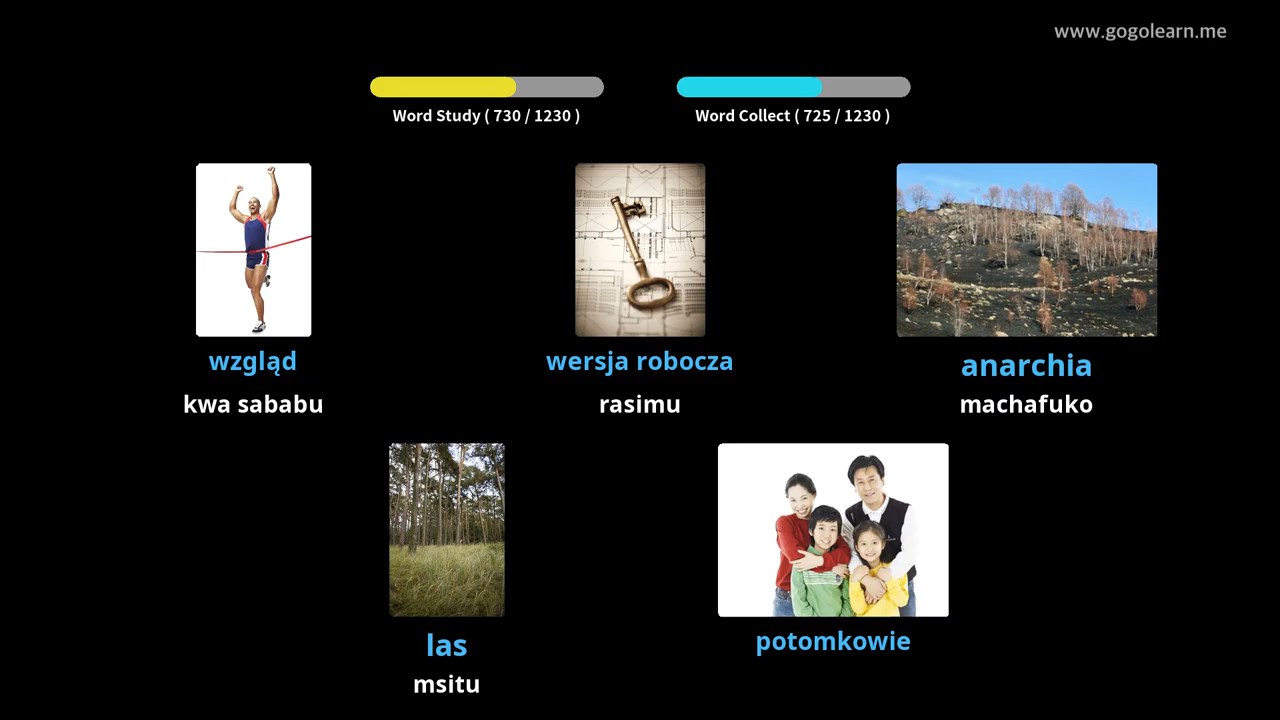 www.gogolearn.me
Word Study ( 730 / 1230 )
Word Collect ( 725 / 1230 )
wzgląd
kwa sababu
wersja robocza
rasimu
anarchia
machafuko
las
msitu
potomkowie